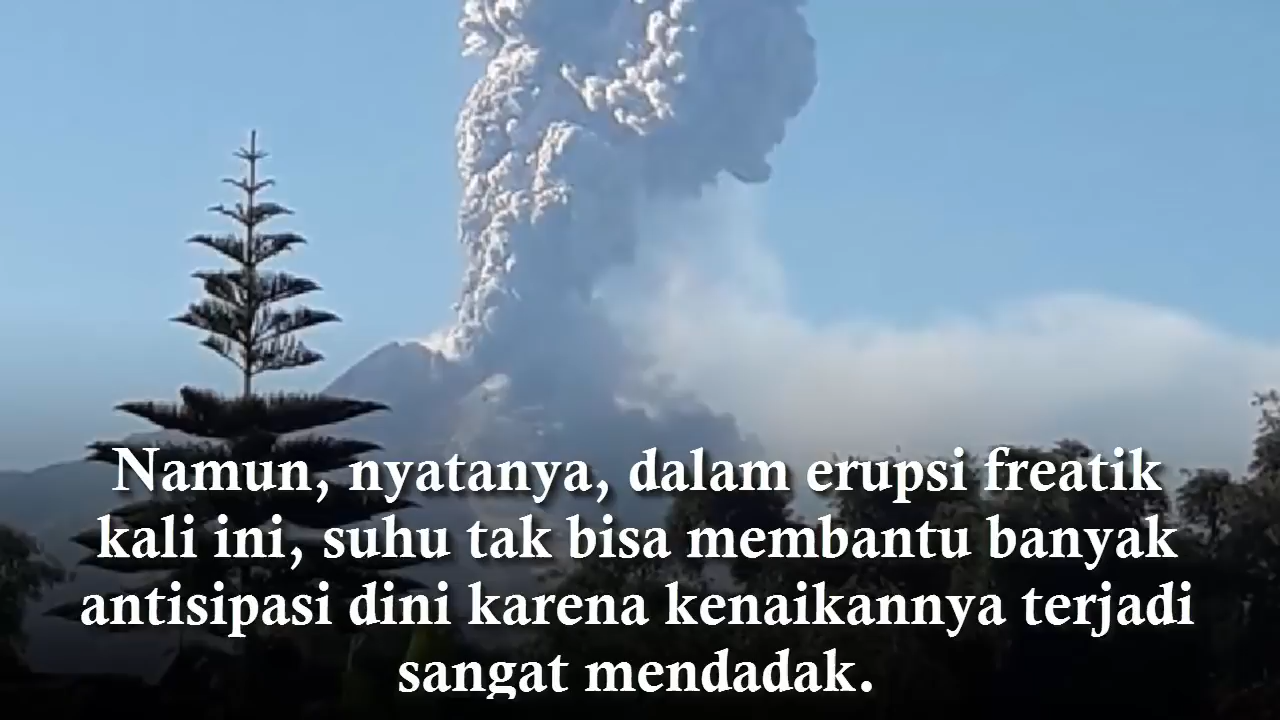 Namun, nyatanya, dalam erupsi freatik
kali ini, suhu tak bisa membantu banyak
antisipasi dini karena kenaikannya terjadi
sangat mendadak.